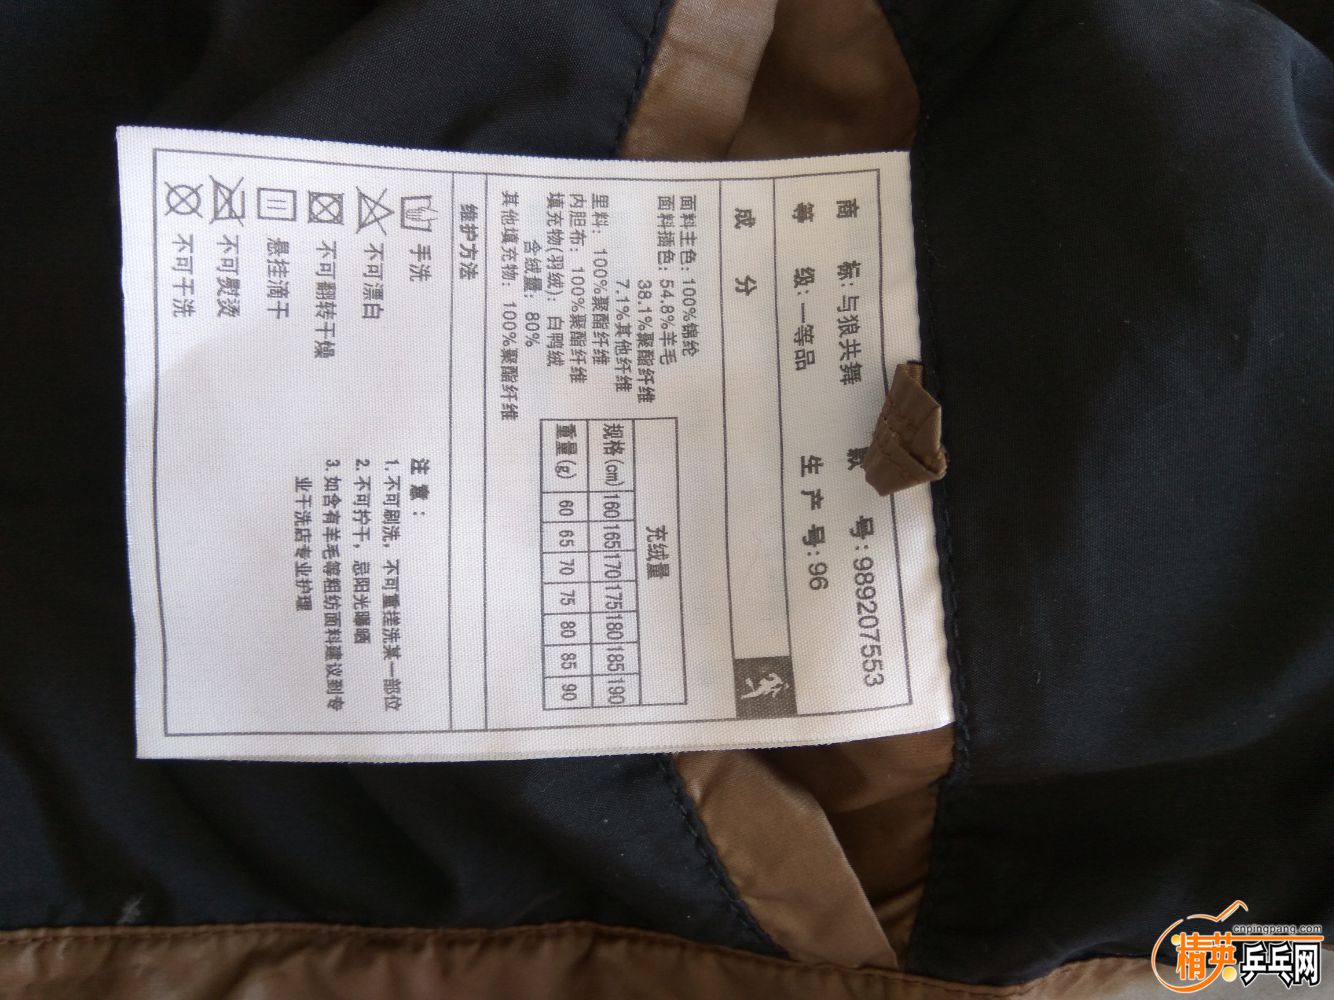 商 标:与狼共舞 款 号:989207553
等 级:一等品 生 产 号:96
成 分
面料主色:100%锦纶
面料插色:54.8%羊毛
38.1%聚酯纤维
7.1%其他纤维
里料:100%聚酯纤维
内胆布:100%聚酯纤维
填充物(羽绒):白鸭绒
含绒量:80%
其他填充物:100%聚酯纤维
充绒量
规格(cm) 160 165 170 175 180 185 190
重量(g) 60 65 70 75 80 85 90
维护方法
手洗
不可漂白
不可翻转干燥
悬挂滴干
不可熨烫
不可干洗
注意:
1.不可刷洗,不可重搓洗某一部位
2.不可拧干,忌阳光曝晒
3.如含有羊毛等粗纺面料建议到专
业干洗店专业护理
cnpingpang.com
精英乒乓网